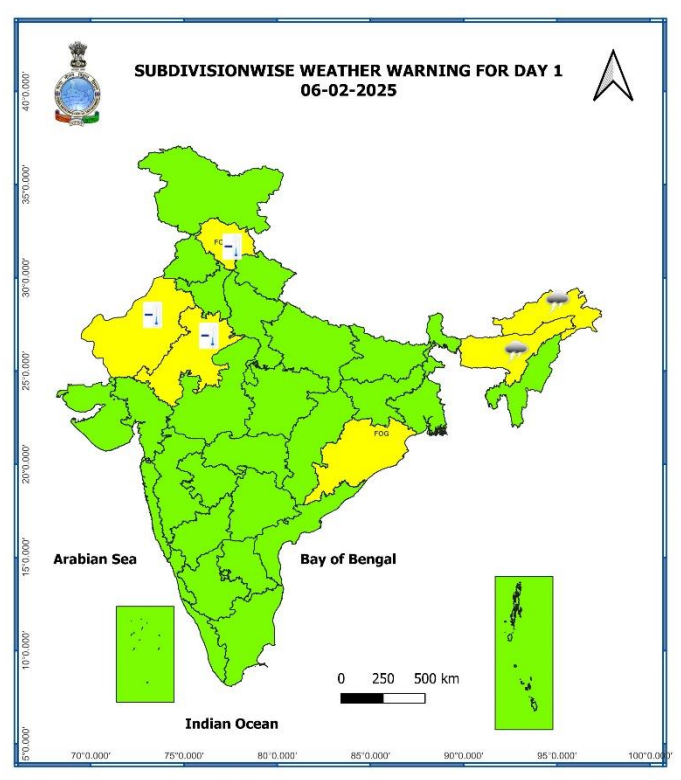 SUBDIVISIONWISE WEATHER WARNING FOR DAY 1
06-02-2025
40°0.000'
35°0.000'
30°0.000'
25°0.000'
20°0.000'
15°0.000'
10°0.000'
5°0.000'
FOG
Arabian Sea
Bay of Bengal
0 250 500 km
Indian Ocean
70°0.000' 75°0.000' 80°0.000' 85°0.000' 90°0.000' 95°0.000' 100°0.000'